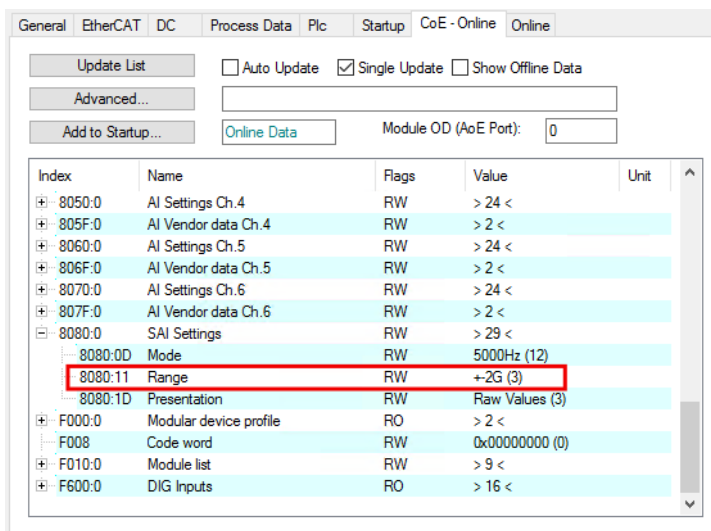 General EtherCAT DC Process Data Plc Startup CoE - Online Online
Update List Auto Update Single Update Show Offline Data
Advanced...
Add to Startup... Online Data Module OD (AoE Port): 0
Index Name Flags Value Unit
8050:0 AI Settings Ch.4 RW > 24 <
805F:0 AI Vendor data Ch.4 RW > 2 <
8060:0 AI Settings Ch.5 RW > 24 <
806F:0 AI Vendor data Ch.5 RW > 2 <
8070:0 AI Settings Ch.6 RW > 24 <
807F:0 AI Vendor data Ch.6 RW > 2 <
8080:0 SAI Settings RW > 29 <
8080:0D Mode RW 5000Hz (12)
8080:11 Range RW +-2G (3)
8080:1D Presentation RW Raw Values (3)
F000:0 Modular device profile RO > 2 <
F008 Code word RW 0x00000000 (0)
F010:0 Module list RW > 9 <
F600:0 DIG Inputs RO > 16 <